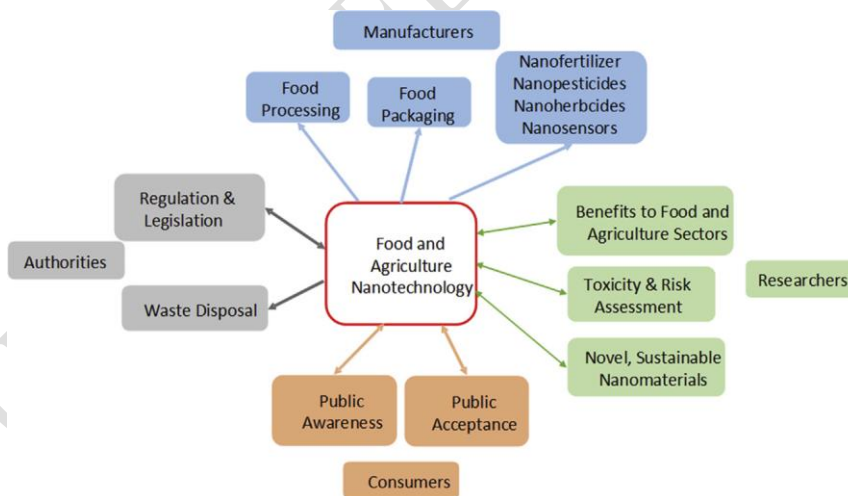 Manufacturers
Food
Processing
Food
Packaging
Nanofertilizer
Nanopesticides
Nanoherbcides
Nanosensors
Regulation &
Legislation
Authorities
Waste Disposal
Food and
Agriculture
Nanotechnology
Benefits to Food and
Agriculture Sectors
Toxicity & Risk
Assessment
Researchers
Novel, Sustainable
Nanomaterials
Public
Awareness
Public
Acceptance
Consumers